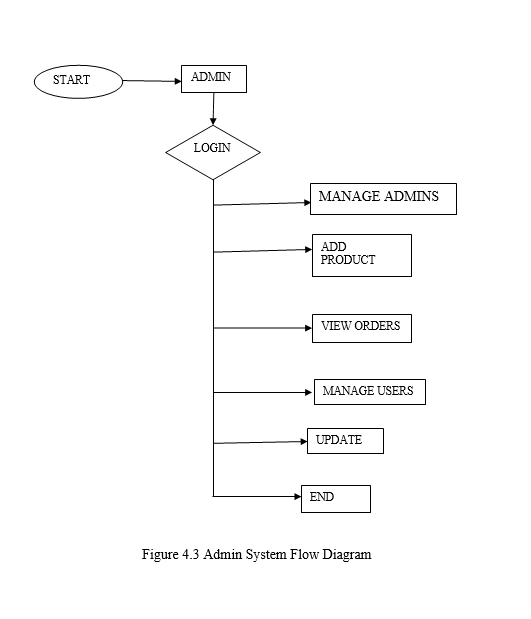 START
ADMIN
LOGIN
MANAGE ADMINS
ADD
PRODUCT
VIEW ORDERS
MANAGE USERS
UPDATE
END
Figure 4.3 Admin System Flow Diagram